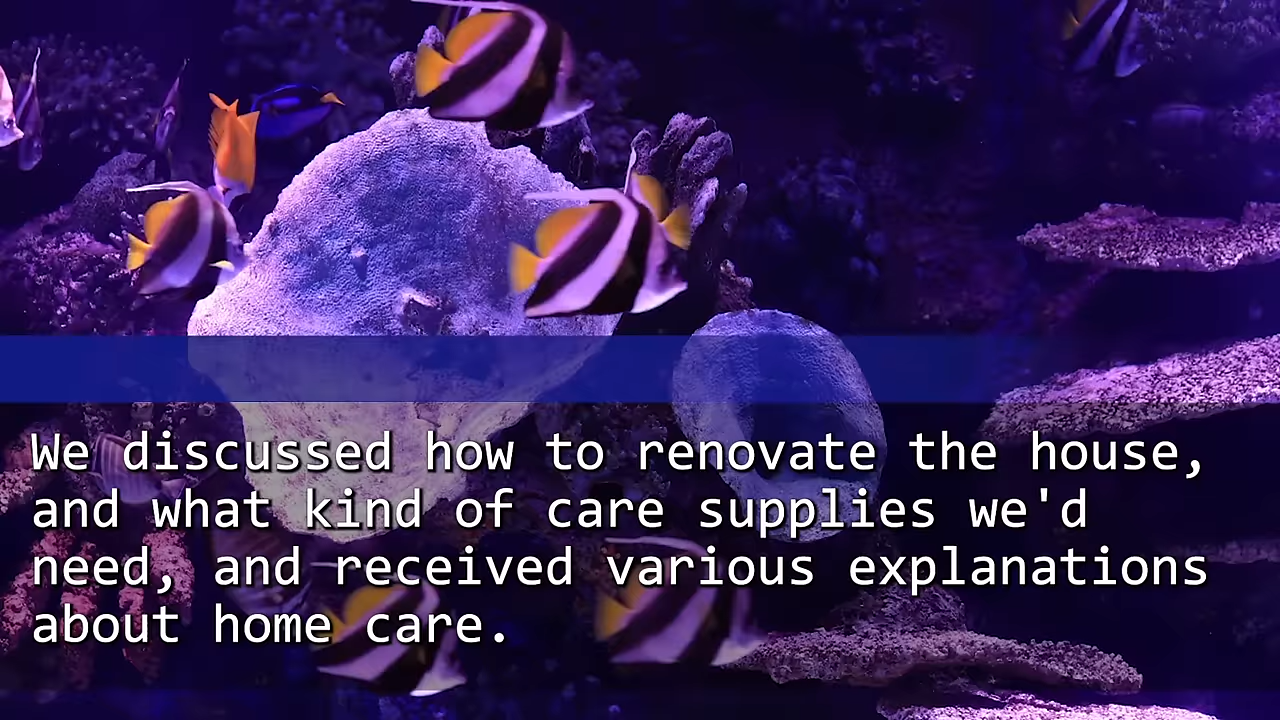 We discussed how to renovate the house,
and what kind of care supplies we'd
need, and received various explanations
about home care.